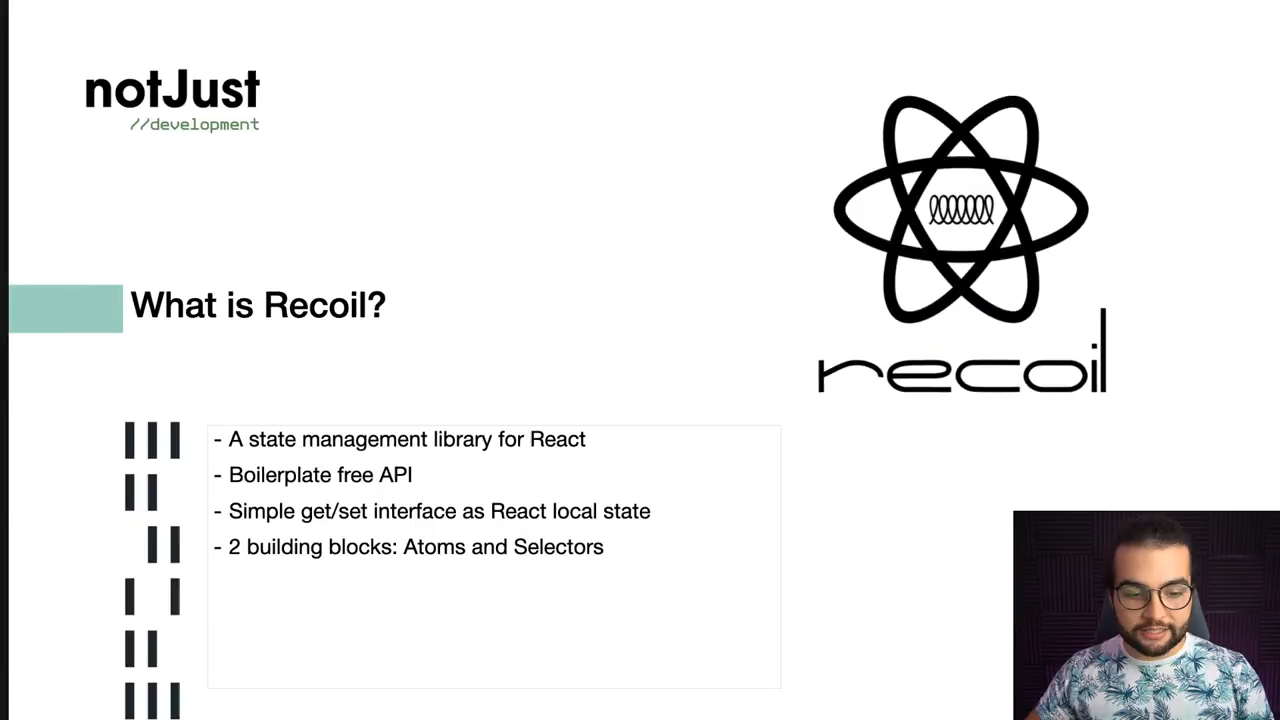 notJust
//development
What is Recoil?
recoil
- A state management library for React
- Boilerplate free API
- Simple get/set interface as React local state
- 2 building blocks: Atoms and Selectors